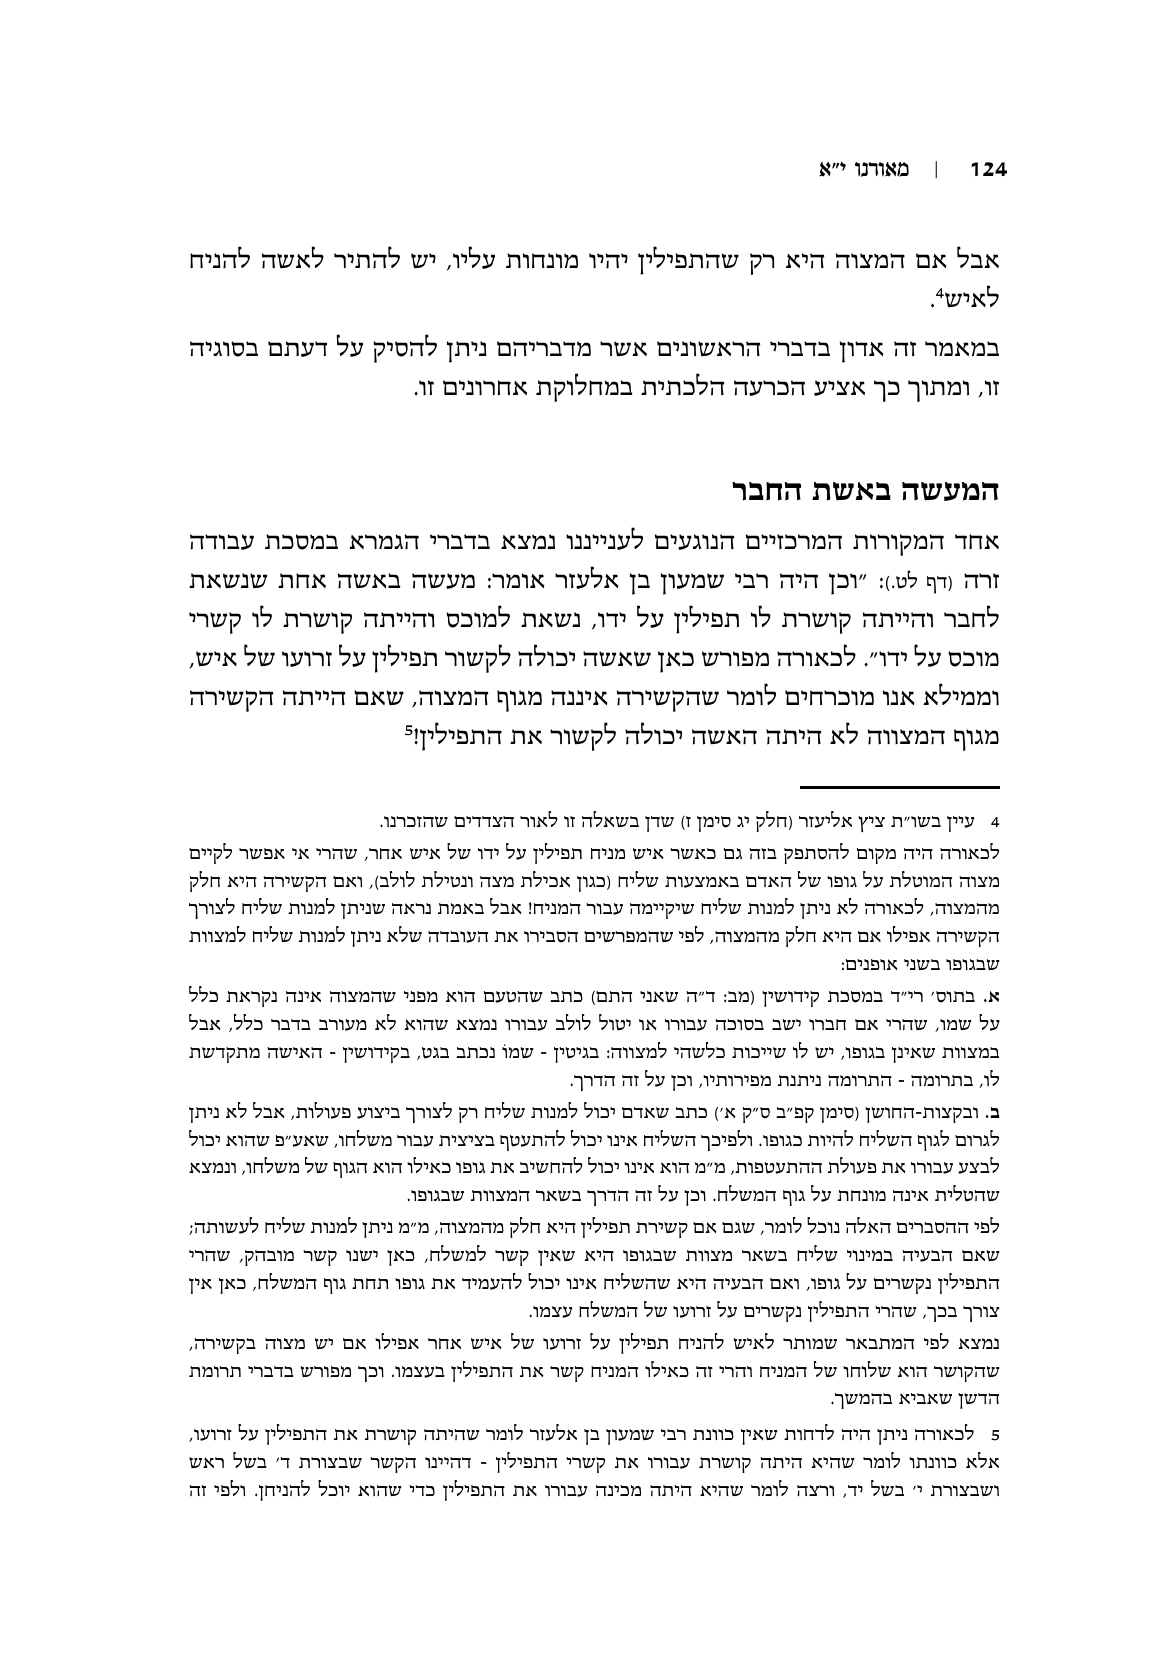 124 | מאורנו י״א
אבל אם המצוה היא רק שהתפילין יהיו מונחות עליו, יש להתיר לאשה להניח
לאיש⁴.
במאמר זה אדון בדברי הראשונים אשר מדבריהם ניתן להסיק על דעתם בסוגיה
זו, ומתוך כך אציע הכרעה הלכתית במחלוקת אחרונים זו.
המעשה באשת החבר
אחד המקורות המרכזיים הנוגעים לענייננו נמצא בדברי הגמרא במסכת עבודה
זרה (דף לט.): ״וכן היה רבי שמעון בן אלעזר אומר: מעשה באשה אחת שנשאת
לחבר והייתה קושרת לו תפילין על ידו, נשאת למוכס והייתה קושרת לו קשרי
מוכס על ידו״. לכאורה מפורש כאן שאשה יכולה לקשור תפילין על זרועו של איש,
וממילא אנו מוכרחים לומר שהקשירה איננה מגוף המצוה, שאם הייתה הקשירה
מגוף המצווה לא היתה האשה יכולה לקשור את התפילין!⁵
4 עיין בשו״ת ציץ אליעזר (חלק יג סימן ז) שדן בשאלה זו לאור הצדדים שהזכרנו.
לכאורה היה מקום להסתפק בזה גם כאשר איש מניח תפילין על ידו של איש אחר, שהרי אי אפשר לקיים
מצוה המוטלת על גופו של האדם באמצעות שליח (כגון אכילת מצה ונטילת לולב), ואם הקשירה היא חלק
מהמצוה, לכאורה לא ניתן למנות שליח שיקיימה עבור המניח! אבל באמת נראה שניתן למנות שליח לצורך
הקשירה אפילו אם היא חלק מהמצוה, לפי שהמפרשים הסבירו את העובדה שלא ניתן למנות שליח למצוות
שבגופו בשני אופנים:
א. בתוס׳ רי״ד במסכת קידושין (מב: ד״ה שאני התם) כתב שהטעם הוא מפני שהמצוה אינה נקראת כלל
על שמו, שהרי אם חברו ישב בסוכה עבורו או יטול לולב עבורו נמצא שהוא לא מעורב בדבר כלל, אבל
במצוות שאינן בגופו, יש לו שייכות כלשהי למצווה: בגיטין - שמוֹ נכתב בגט, בקידושין - האישה מתקדשת
לו, בתרומה - התרומה ניתנת מפירותיו, וכן על זה הדרך.
ב. ובקצות-החושן (סימן קפ״ב ס״ק א׳) כתב שאדם יכול למנות שליח רק לצורך ביצוע פעולות, אבל לא ניתן
לגרום לגוף השליח להיות כגופו. ולפיכך השליח אינו יכול להתעטף בציצית עבור משלחו, שאע״פ שהוא יכול
לבצע עבורו את פעולת ההתעטפות, מ״מ הוא אינו יכול להחשיב את גופו כאילו הוא הגוף של משלחו, ונמצא
שהטלית אינה מונחת על גוף המשלח. וכן על זה הדרך בשאר המצוות שבגופו.
לפי ההסברים האלה נוכל לומר, שגם אם קשירת תפילין היא חלק מהמצוה, מ״מ ניתן למנות שליח לעשותה;
שאם הבעיה במינוי שליח בשאר מצוות שבגופו היא שאין קשר למשלח, כאן ישנו קשר מובהק, שהרי
התפילין נקשרים על גופו, ואם הבעיה היא שהשליח אינו יכול להעמיד את גופו תחת גוף המשלח, כאן אין
צורך בכך, שהרי התפילין נקשרים על זרועו של המשלח עצמו.
נמצא לפי המתבאר שמותר לאיש להניח תפילין על זרועו של איש אחר אפילו אם יש מצוה בקשירה,
שהקושר הוא שלוחו של המניח והרי זה כאילו המניח קשר את התפילין בעצמו. וכך מפורש בדברי תרומת
הדשן שאביא בהמשך.
5 לכאורה ניתן היה לדחות שאין כוונת רבי שמעון בן אלעזר לומר שהיתה קושרת את התפילין על זרועו,
אלא כוונתו לומר שהיא היתה קושרת עבורו את קשרי התפילין - דהיינו הקשר שבצורת ד׳ בשל ראש
ושבצורת י׳ בשל יד, ורצה לומר שהיא היתה מכינה עבורו את התפילין כדי שהוא יוכל להניחן. ולפי זה